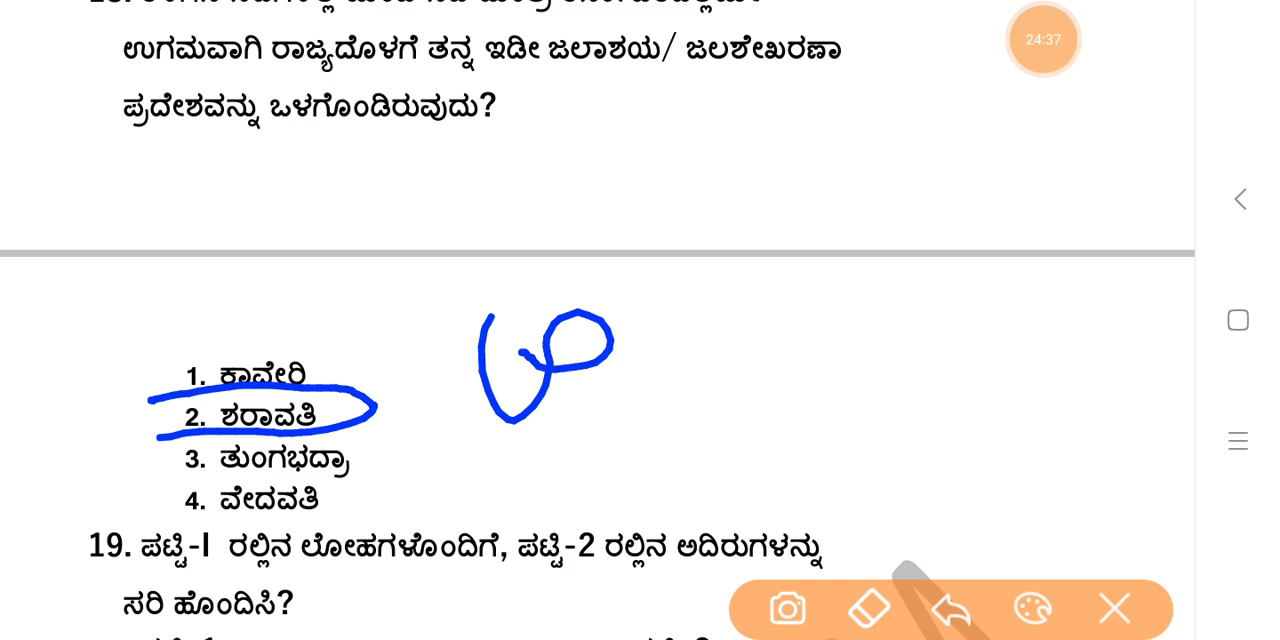 ಉಗಮವಾಗಿ ರಾಜ್ಯದೊಳಗೆ ತನ್ನ ಇಡೀ ಜಲಾಶಯ/ ಜಲಶೇಖರಣಾ
ಪ್ರದೇಶವನ್ನು ಒಳಗೊಂಡಿರುವುದು?
1. ಕಾವೇರಿ
2. ಶರಾವತಿ
3. ತುಂಗಭದ್ರಾ
4. ವೇದವತಿ
19. ಪಟ್ಟಿ-I ರಲ್ಲಿನ ಲೋಹಗಳೊಂದಿಗೆ, ಪಟ್ಟಿ-2 ರಲ್ಲಿನ ಅದಿರುಗಳನ್ನು
ಸರಿ ಹೊಂದಿಸಿ?
24:37